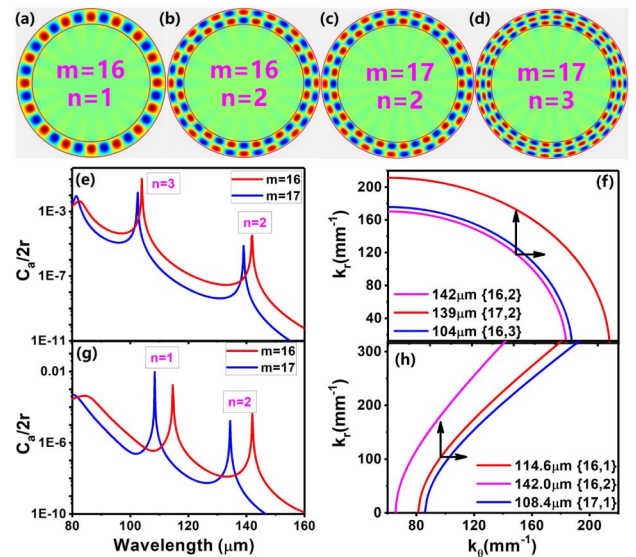 (a) (b) (c) (d)
m=16 m=16 m=17 m=17
n=1 n=2 n=2 n=3
(e)
n=3
m=16
m=17
n=2
1E-3
1E-7
1E-11
Cₐ/2r
(f)
200
160
120
80
40
kᵣ(mm⁻¹)
142μm {16,2}
139μm {17,2}
104μm {16,3}
(g)
n=1
m=16
m=17
n=2
0.01
1E-6
1E-10
Cₐ/2r
80 100 120 140 160
Wavelength (μm)
(h)
300
200
100
0
kᵣ(mm⁻¹)
114.6μm {16,1}
142.0μm {16,2}
108.4μm {17,1}
80 120 160 200
k_θ(mm⁻¹)